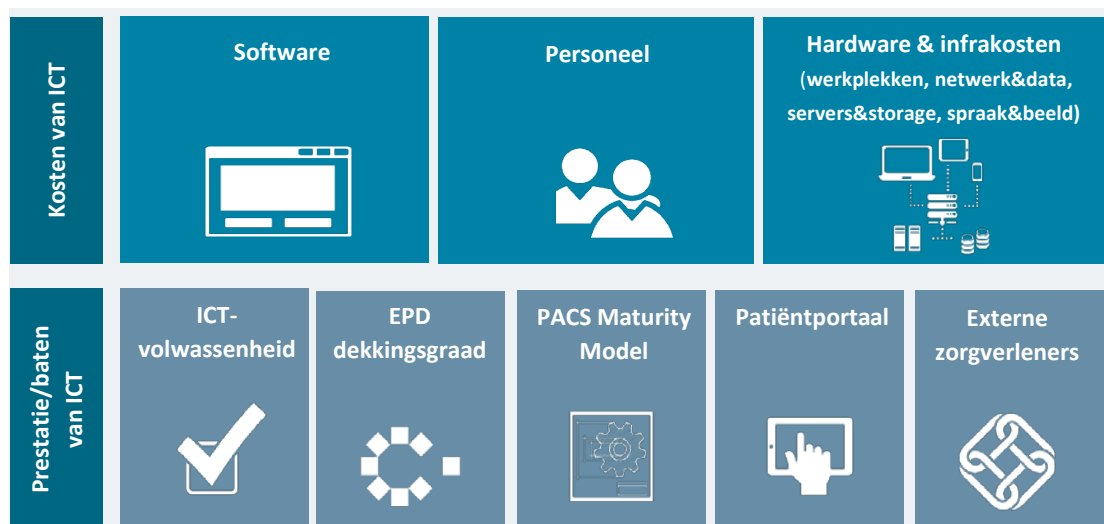 Kosten van ICT
Software
Personeel
Hardware & infrakosten
(werkplekken, netwerk&data,
servers&storage, spraak&beeld)
Prestatie/baten
van ICT
ICT-
volwassenheid
EPD
dekkingsgraad
PACS Maturity
Model
Patiëntportaal
Externe
zorgverleners